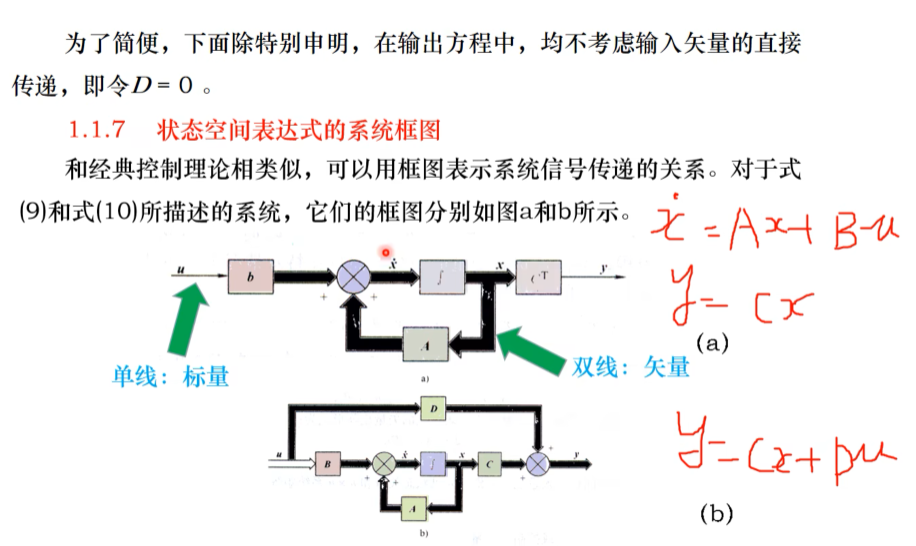 为了简便，下面除特别申明，在输出方程中，均不考虑输入矢量的直接
传递，即令D = 0 。
1.1.7 状态空间表达式的系统框图
和经典控制理论相类似，可以用框图表示系统信号传递的关系。对于式
(9)和式(10)所描述的系统，它们的框图分别如图a和b所示。
ẋ = Ax + Bu
u b + ẋ + ∫ x C T y
y = Cx
A
(a)
单线：标量
双线：矢量
a)
D
y = Cx + Du
u B + ẋ + ∫ x C + y
A
(b)
b)